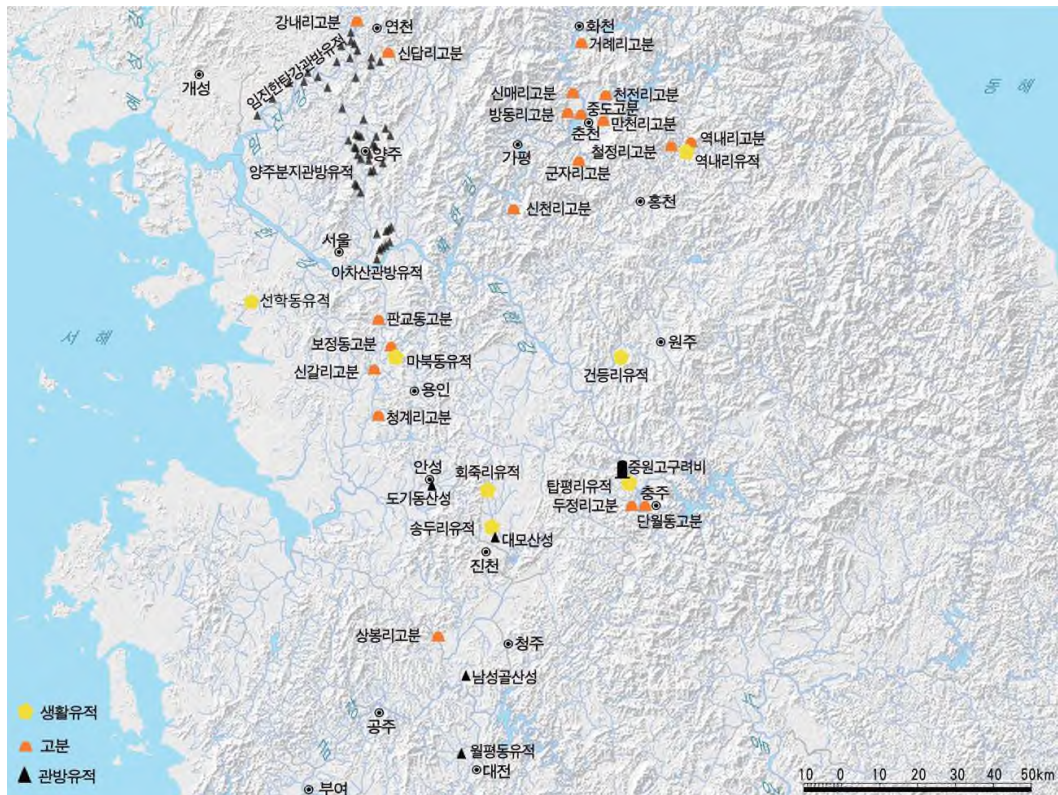 강내리고분
연천
화천
거례리고분
신답리고분
임진한탄강관방유적
개성
동해
신매리고분
천전리고분
방동리고분
중도고분
만천리고분
춘천
역내리고분
철정리고분
역내리유적
가평
군자리고분
양주
양주분지관방유적
홍천
신천리고분
서울
아차산관방유적
선학동유적
서해
판교동고분
보정동고분
마북동유적
신갈리고분
원주
건등리유적
용인
청계리고분
안성
도기동산성
회죽리유적
중원고구려비
탑평리유적
충주
두정리고분
단월동고분
송두리유적
대모산성
진천
상봉리고분
청주
남성골산성
생활유적
고분
관방유적
공주
월평동유적
대전
부여
10 0 10 20 30 40 50km